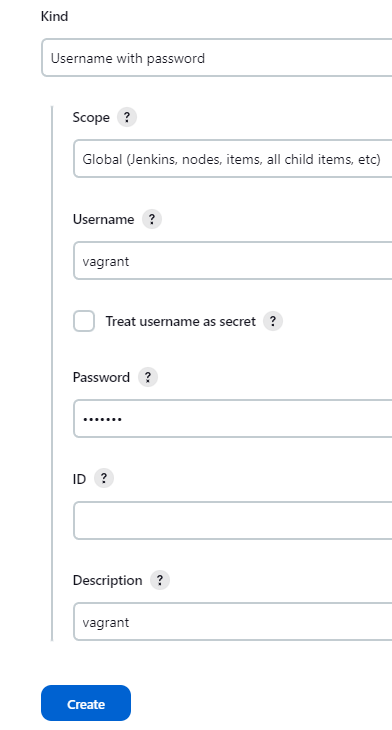 Kind
Username with password
Scope ?
Global (Jenkins, nodes, items, all child items, etc)
Username ?
vagrant
Treat username as secret ?
Password ?
•••••••
ID ?
Description ?
vagrant
Create